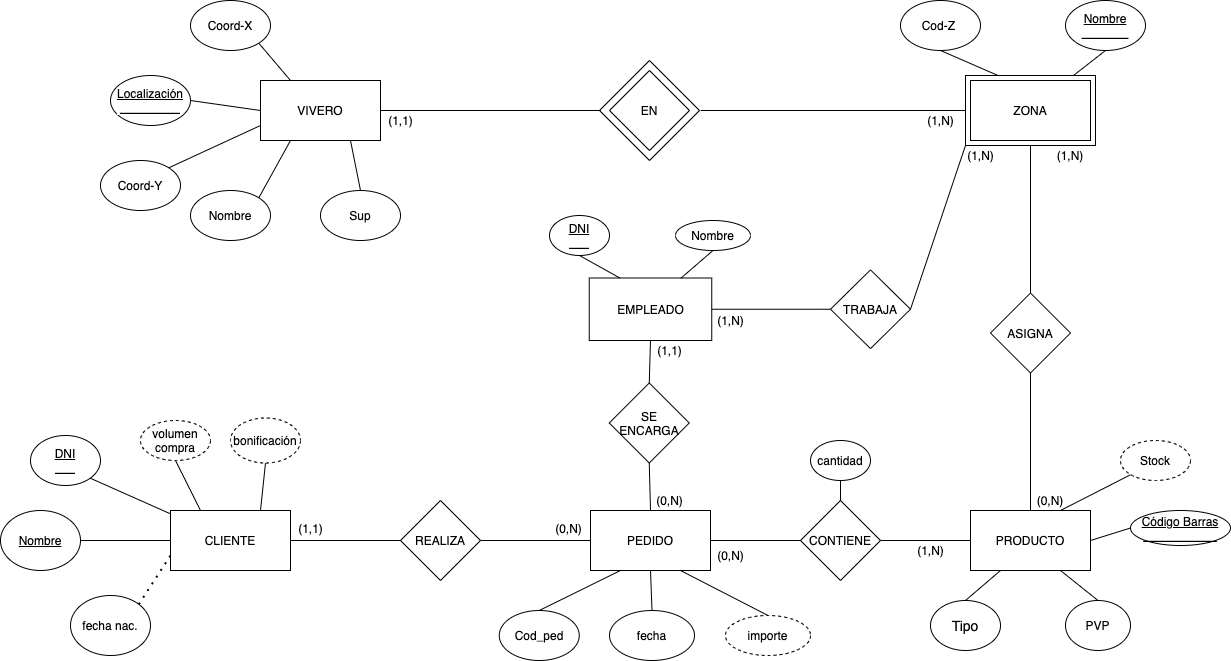 Coord-X
Cod-Z
Nombre
Localización
VIVERO
EN
ZONA
(1,1)
(1,N)
(1,N)
(1,N)
Coord-Y
Nombre
Sup
DNI
Nombre
EMPLEADO
TRABAJA
(1,N)
ASIGNA
(1,1)
SE
ENCARGA
volumen
compra
bonificación
DNI
cantidad
Stock
(0,N)
(0,N)
Código Barras
(1,1)
(0,N)
Nombre
CLIENTE
REALIZA
PEDIDO
CONTIENE
PRODUCTO
(0,N)
(1,N)
fecha nac.
Cod_ped
fecha
importe
Tipo
PVP